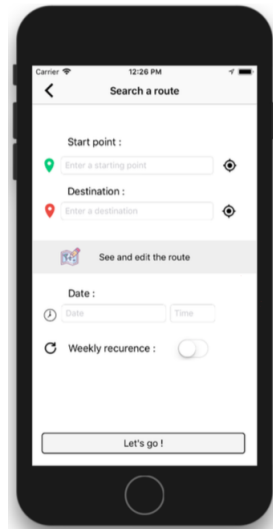 Carrier 12:26 PM
Search a route
Start point :
Enter a starting point
Destination :
Enter a destination
See and edit the route
Date :
Date Time
Weekly recurence :
Let's go !